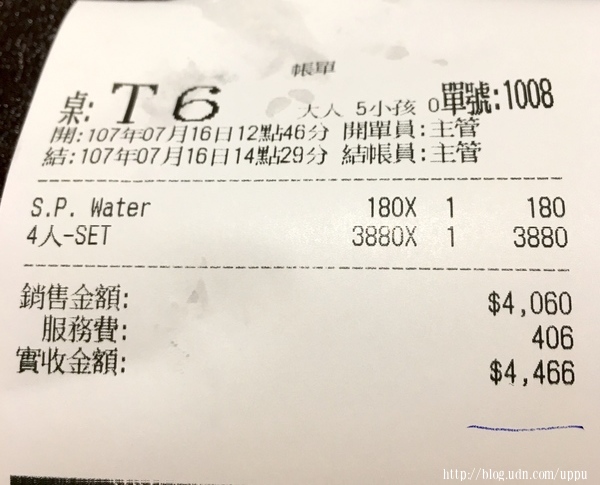 帳單
桌: T 6 大人 5小孩 0單號:1008
開:107年07月16日12點46分 開單員:主管
結:107年07月16日14點29分 結帳員:主管
S.P. Water 180X 1 180
4人-SET 3880X 1 3880
銷售金額: $4,060
服務費: 406
實收金額: $4,466
http://blog.udn.com/uppu